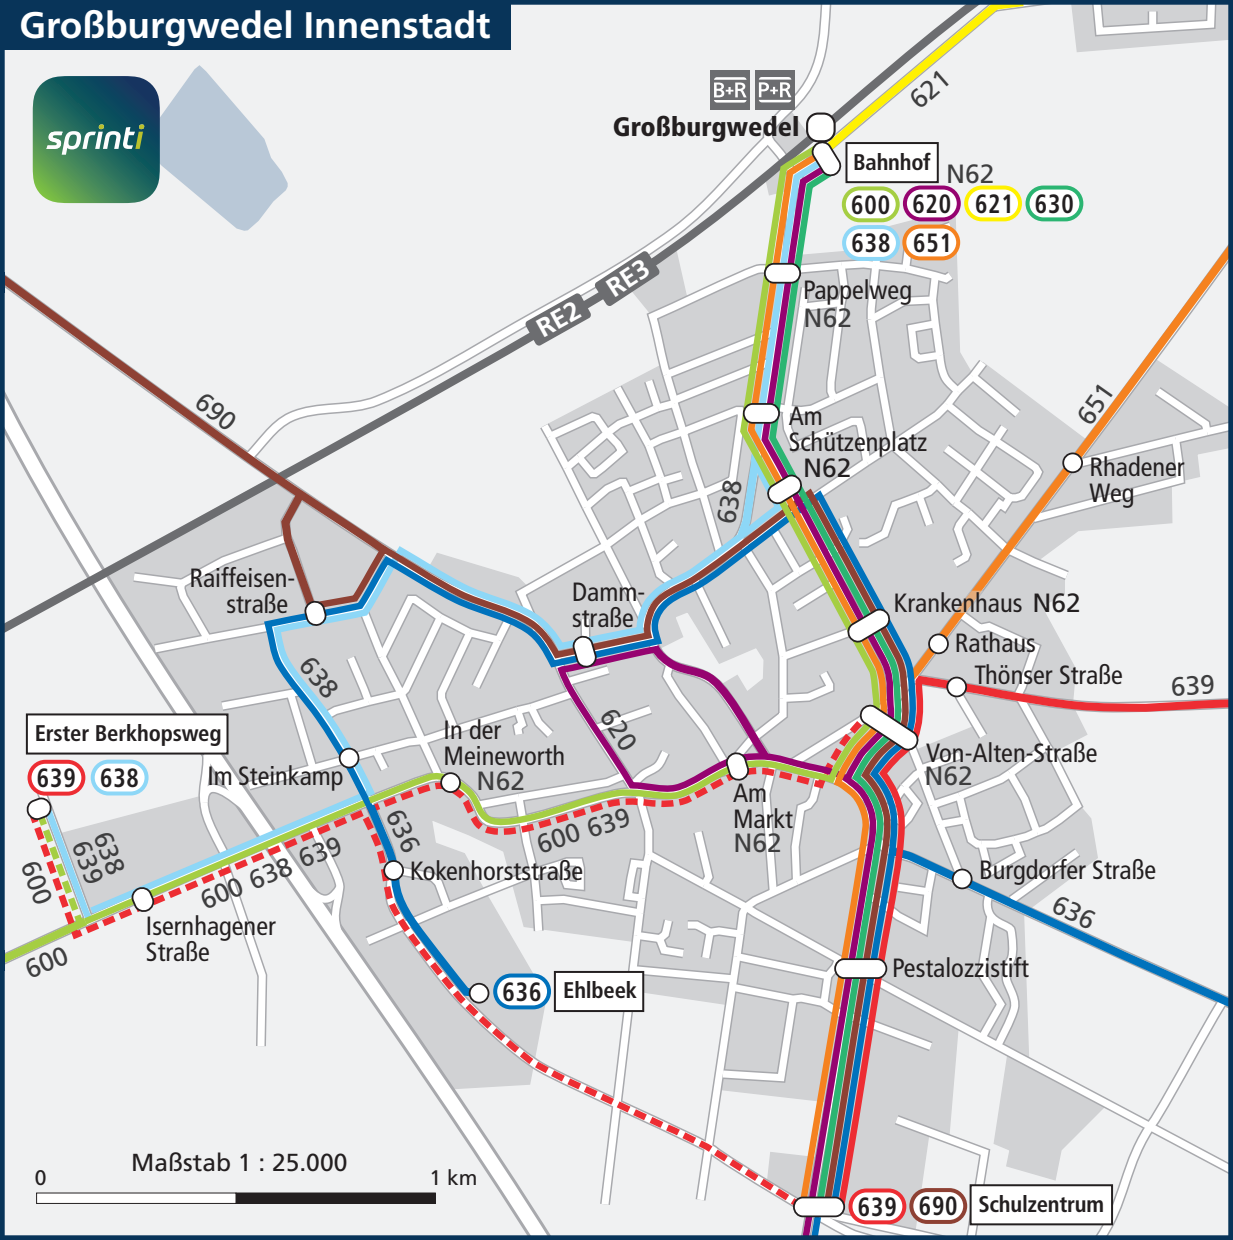 Großburgwedel Innenstadt
sprinti
B+R P+R
Großburgwedel
621
Bahnhof
N62
600 620 621 630
638 651
RE2 RE3
Pappelweg
N62
690
651
Am
Schützenplatz
N62
638
Rhadener
Weg
Raiffeisen-
straße
Damm-
straße
Krankenhaus N62
Rathaus
Thönser Straße
639
638
620
Erster Berkhopsweg
639 638
In der
Meineworth
N62
Im Steinkamp
Von-Alten-Straße
N62
Am
Markt
N62
636
600 639
638
639
600
600 638 639
Kokenhorststraße
Burgdorfer Straße
636
Isernhagener
Straße
600
Pestalozzistift
636 Ehlbeek
Maßstab 1 : 25.000
0 1 km
639 690 Schulzentrum